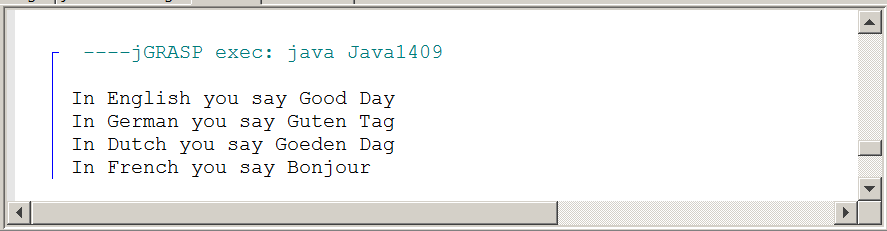 ----jGRASP exec: java Java1409
In English you say Good Day
In German you say Guten Tag
In Dutch you say Goeden Dag
In French you say Bonjour